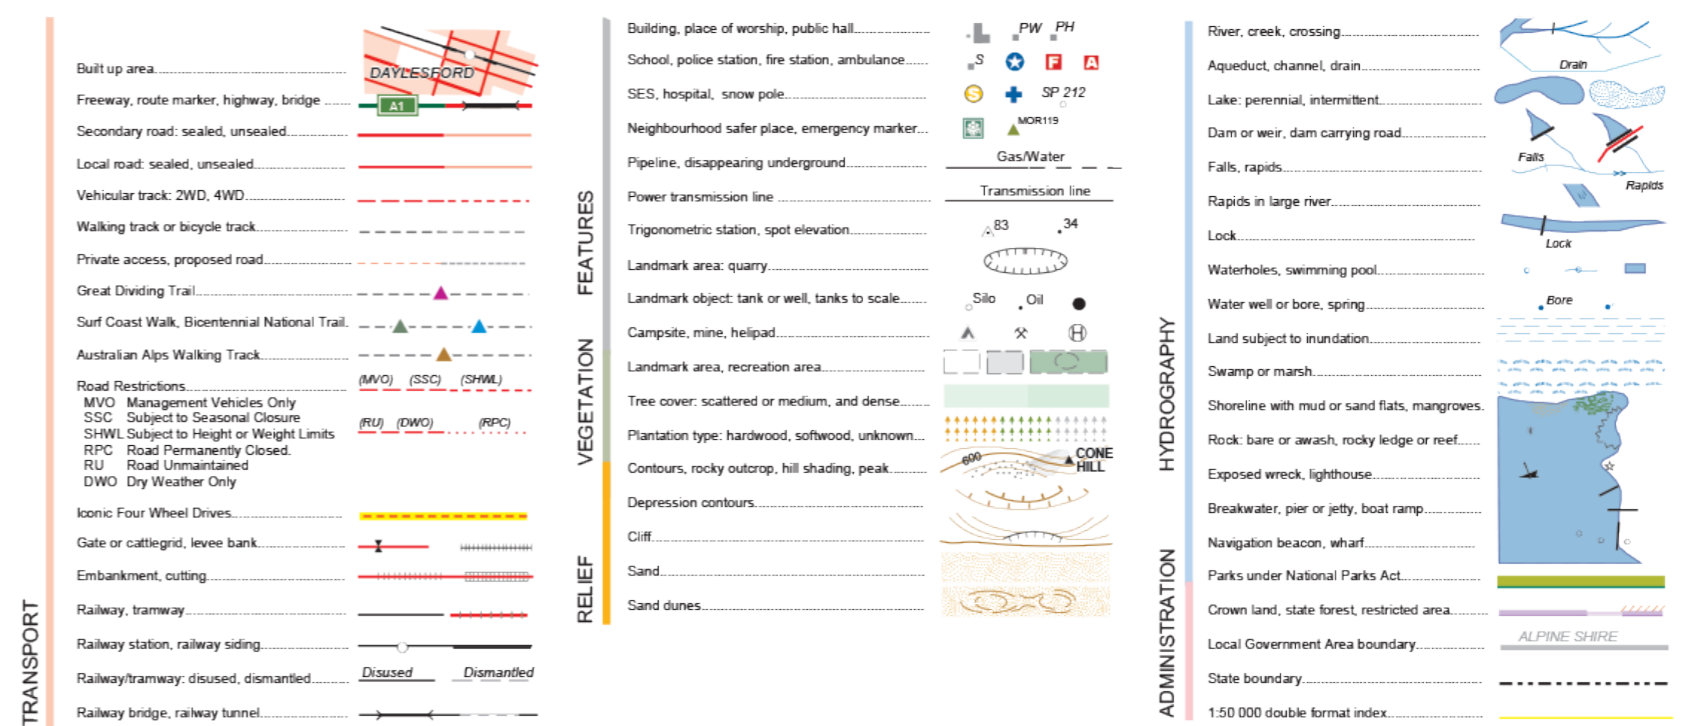 TRANSPORT
DAYLESFORD
Built up area
A1
Freeway, route marker, highway, bridge
Secondary road: sealed, unsealed
Local road: sealed, unsealed
Vehicular track: 2WD, 4WD
Walking track or bicycle track
Private access, proposed road
Great Dividing Trail
Surf Coast Walk, Bicentennial National Trail.
Australian Alps Walking Track
(MVO) (SSC) (SHWL)
Road Restrictions
MVO Management Vehicles Only
SSC Subject to Seasonal Closure
(RU) (DWO) (RPC)
SHWL Subject to Height or Weight Limits
RPC Road Permanently Closed.
RU Road Unmaintained
DWO Dry Weather Only
Iconic Four Wheel Drives
Gate or cattlegrid, levee bank
Embankment, cutting
Railway, tramway
Railway station, railway siding
Disused Dismantled
Railway/tramway: disused, dismantled
Railway bridge, railway tunnel
FEATURES
Building, place of worship, public hall
PW PH
School, police station, fire station, ambulance
S F A
SES, hospital, snow pole
S SP 212
Neighbourhood safer place, emergency marker
MOR119
Pipeline, disappearing underground
Gas/Water
Power transmission line
Transmission line
Trigonometric station, spot elevation
83 34
Landmark area: quarry
Landmark object: tank or well, tanks to scale
Silo Oil
Campsite, mine, helipad
H
VEGETATION
Landmark area, recreation area
Tree cover: scattered or medium, and dense
Plantation type: hardwood, softwood, unknown
RELIEF
Contours, rocky outcrop, hill shading, peak
600 CONE
HILL
Depression contours
Cliff
Sand
Sand dunes
HYDROGRAPHY
River, creek, crossing
Aqueduct, channel, drain
Drain
Lake: perennial, intermittent
Dam or weir, dam carrying road
Falls
Falls, rapids
Rapids
Rapids in large river
Lock
Lock
Waterholes, swimming pool
Water well or bore, spring
Bore
Land subject to inundation
Swamp or marsh
Shoreline with mud or sand flats, mangroves.
Rock: bare or awash, rocky ledge or reef
Exposed wreck, lighthouse
Breakwater, pier or jetty, boat ramp
Navigation beacon, wharf
ADMINISTRATION
Parks under National Parks Act
Crown land, state forest, restricted area
Local Government Area boundary
ALPINE SHIRE
State boundary
1:50 000 double format index